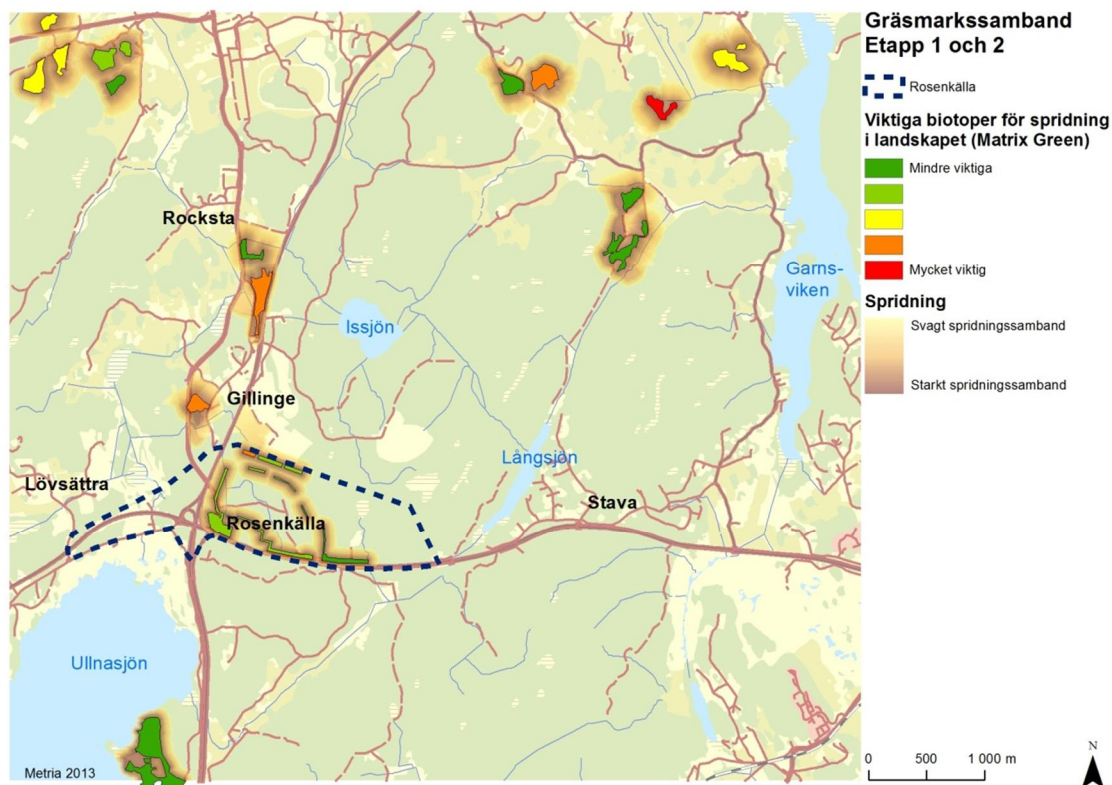 Gräsmarkssamband
Etapp 1 och 2
Rosenkälla
Viktiga biotoper för spridning
i landskapet (Matrix Green)
Mindre viktiga
Mycket viktig
Spridning
Svagt spridningssamband
Starkt spridningssamband
Rocksta
Garns-
viken
Issjön
Gillinge
Långsjön
Lövsättra
Stava
Rosenkälla
Ullnasjön
Metria 2013
0 500 1 000 m
N